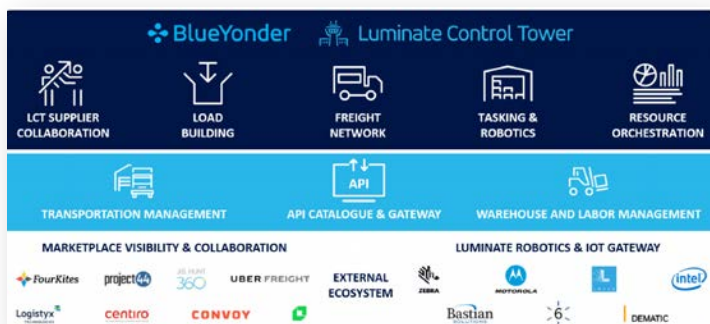 BlueYonder Luminate Control Tower
LCT SUPPLIER COLLABORATION
LOAD BUILDING
FREIGHT NETWORK
TASKING & ROBOTICS
RESOURCE ORCHESTRATION
API
TRANSPORTATION MANAGEMENT
API CATALOGUE & GATEWAY
WAREHOUSE AND LABOR MANAGEMENT
MARKETPLACE VISIBILITY & COLLABORATION
LUMINATE ROBOTICS & IOT GATEWAY
FourKites
project44
360
UBER FREIGHT
EXTERNAL ECOSYSTEM
ZEBRA
MOTOROLA
L
intel
Logistyx
centiro
CONVOY
Bastian
6
DEMATIC